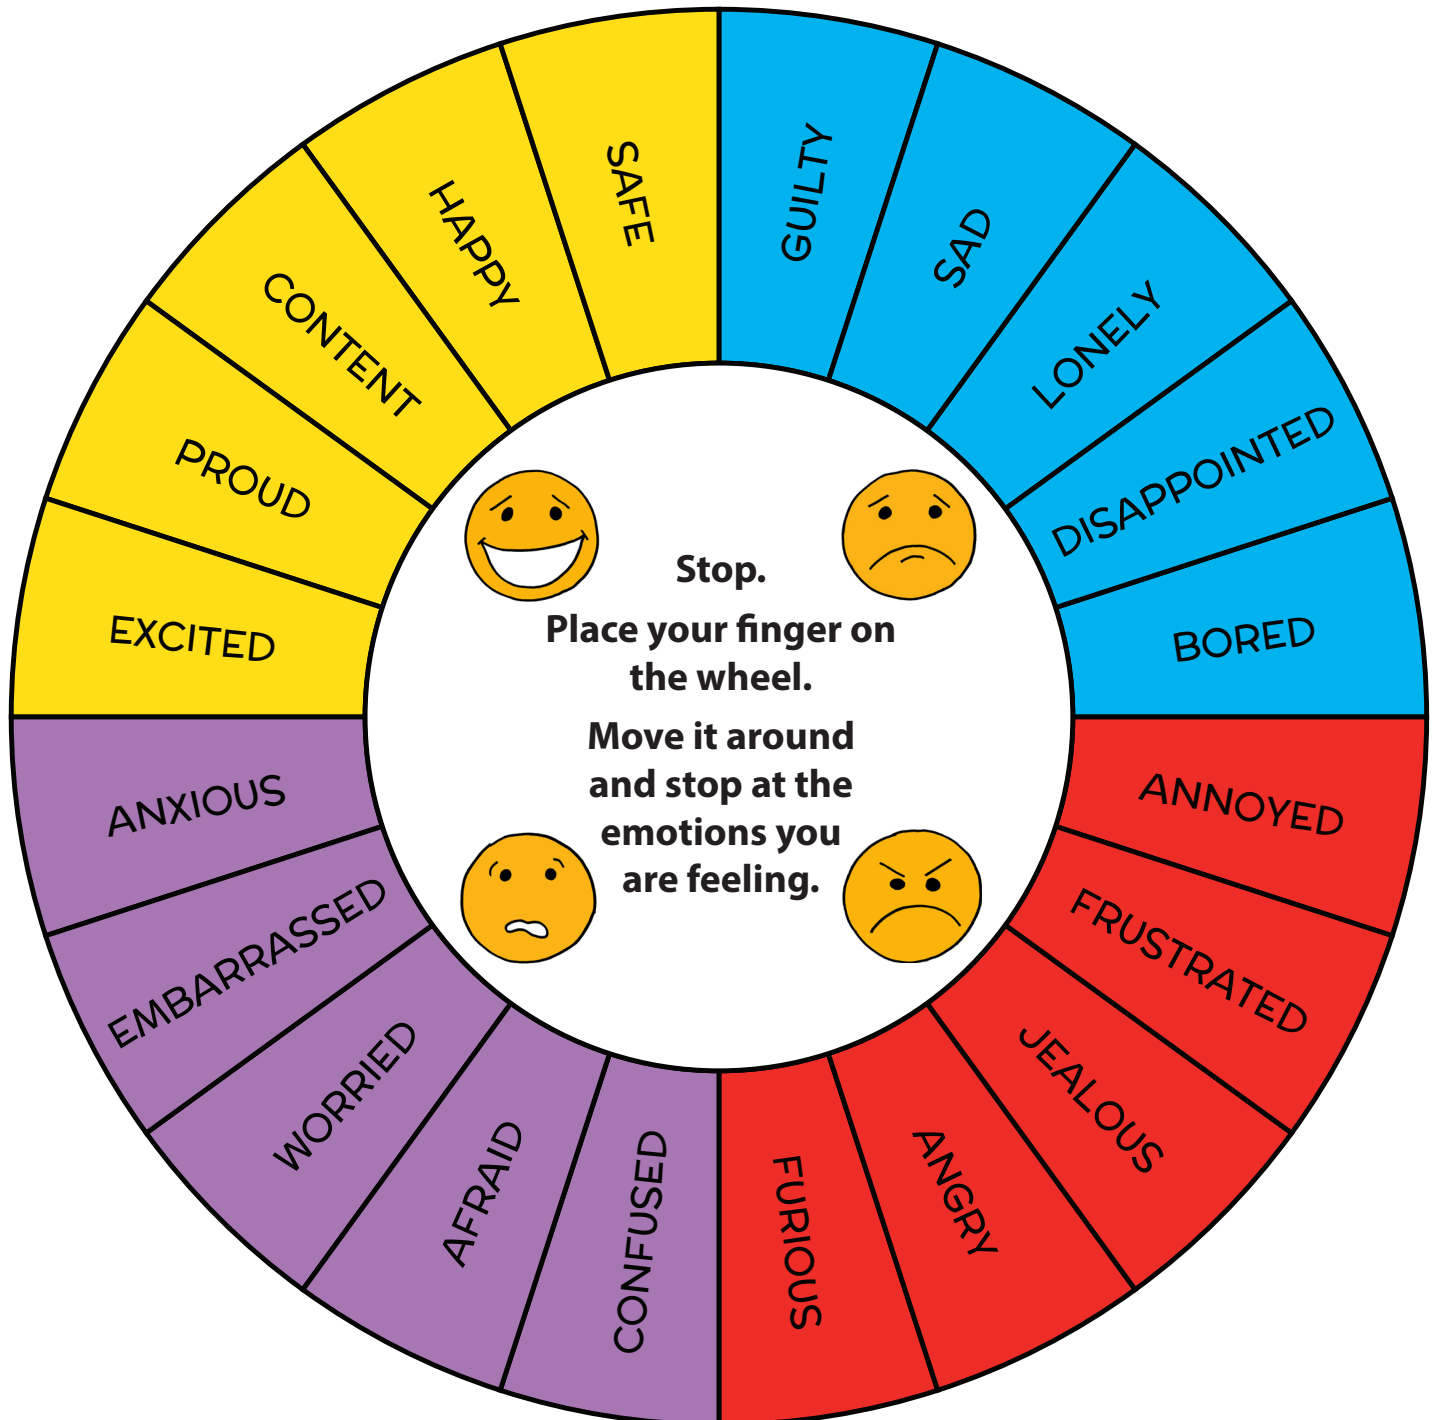 SAFE
GUILTY
SAD
LONELY
DISAPPOINTED
BORED
ANNOYED
FRUSTRATED
JEALOUS
ANGRY
FURIOUS
CONFUSED
AFRAID
WORRIED
EMBARRASSED
ANXIOUS
EXCITED
PROUD
CONTENT
HAPPY
Stop.
Place your finger on
the wheel.
Move it around
and stop at the
emotions you
are feeling.